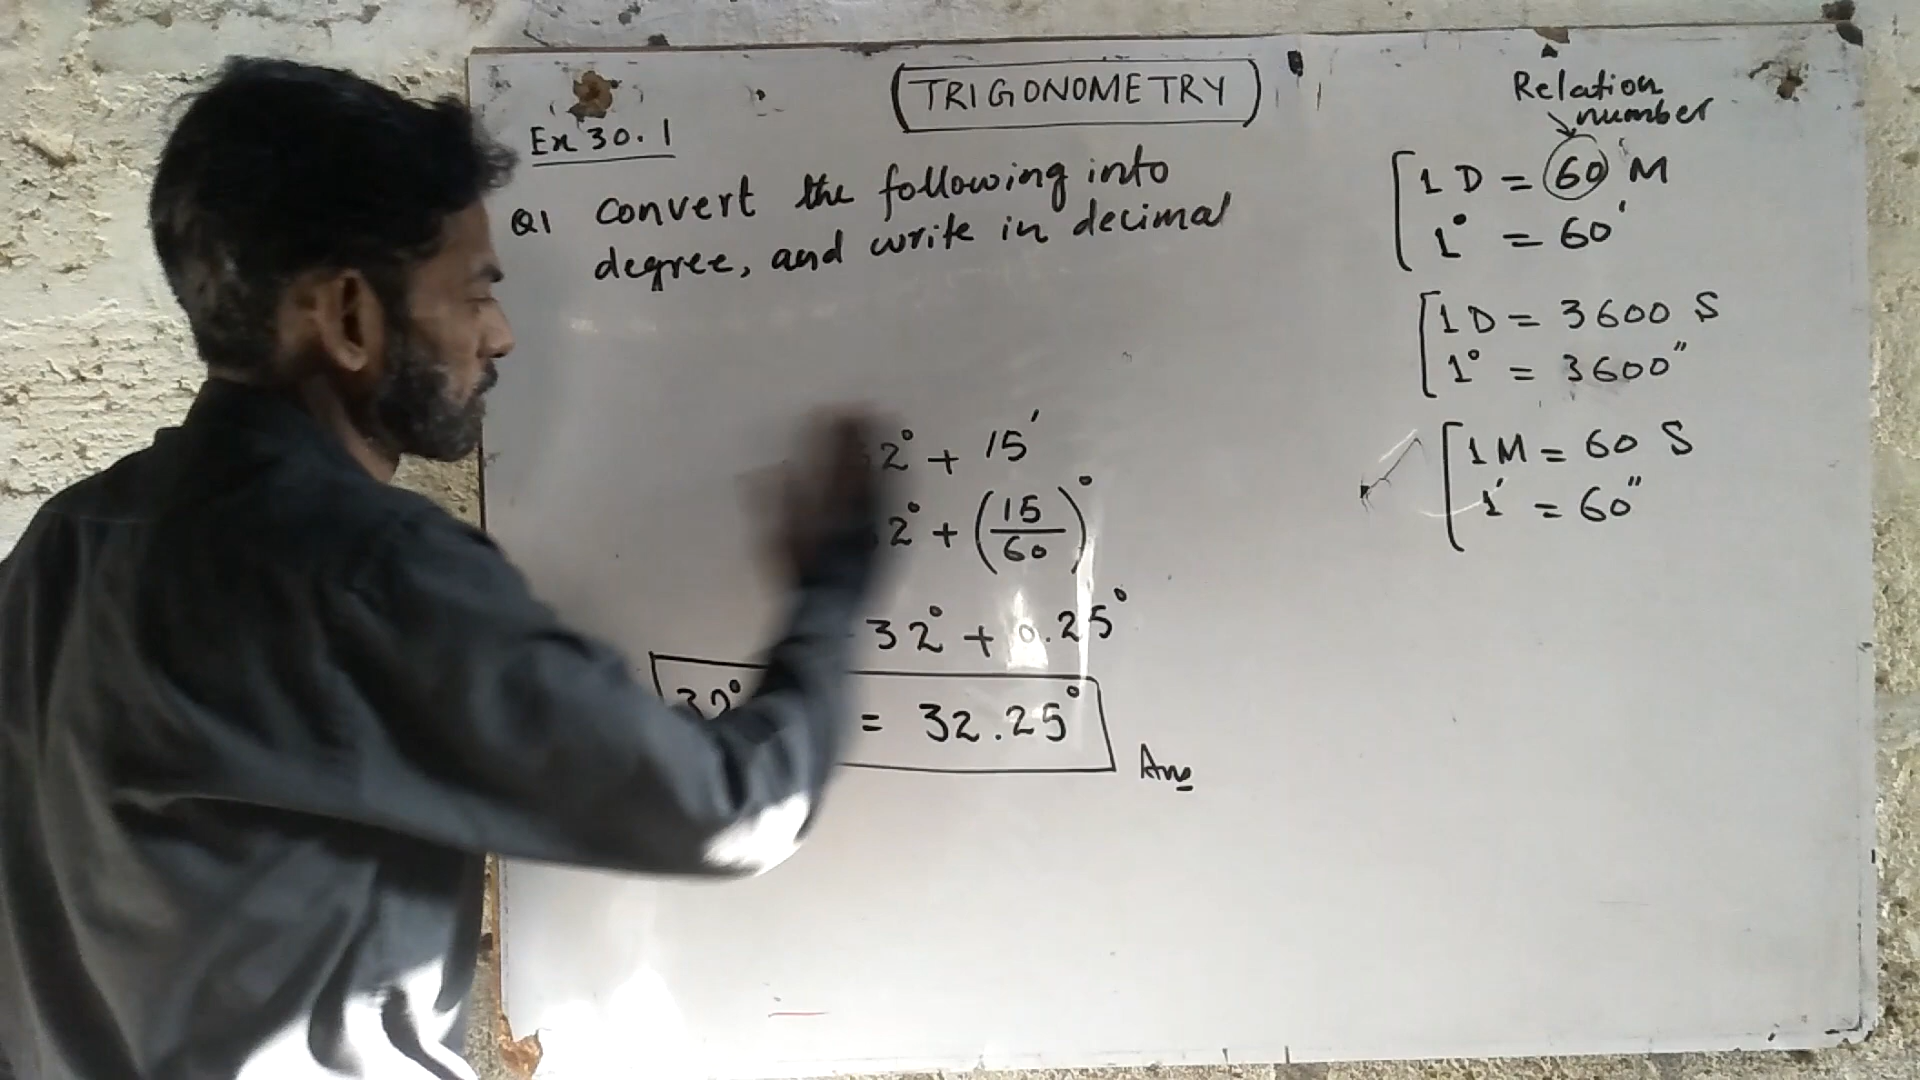 TRIGONOMETRY
Ex 30.1
Q1 Convert the following into
degree, and write in decimal
2° + 15'
2° + (15/60)°
32° + 0.25°
32° = 32.25°
Ans
Relation
number
1 D = 60 M
1° = 60'
1 D = 3600 S
1° = 3600"
1 M = 60 S
1' = 60"